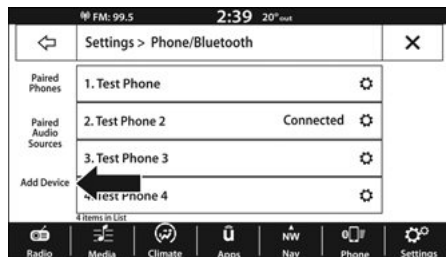 FM: 99.5 2:39 20° out
Settings > Phone/Bluetooth
Paired
Phones
1. Test Phone
Paired
Audio
Sources
2. Test Phone 2 Connected
3. Test Phone 3
Add Device
4. Test Phone 4
4 items in List
Radio Media Climate û Apps NW Nav Phone Settings